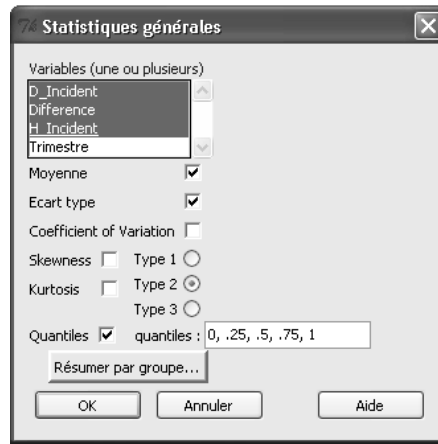 Statistiques générales
Variables (une ou plusieurs)
D_Incident
Difference
H_Incident
Trimestre
Moyenne
Ecart type
Coefficient of Variation
Skewness Type 1
Kurtosis Type 2
Type 3
Quantiles quantiles : 0, .25, .5, .75, 1
Résumer par groupe...
OK Annuler Aide